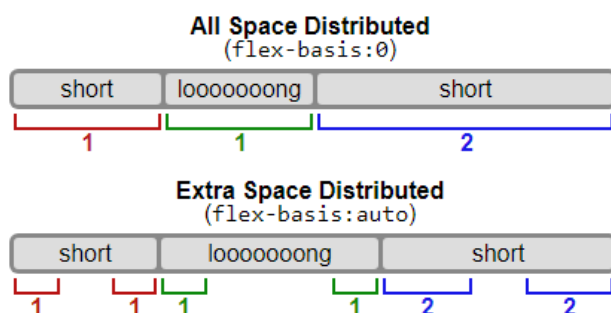 All Space Distributed
(flex-basis:0)
short looooooong short
1 1 2
Extra Space Distributed
(flex-basis:auto)
short looooooong short
1 1 1 1 2 2